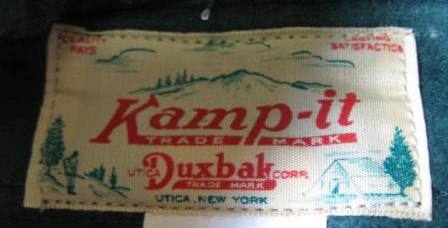 QUALITY
PAYS
LASTING
SATISFACTION
Kamp-it
TRADE MARK
UTICA Duxbak CORP.
TRADE MARK
UTICA, NEW YORK